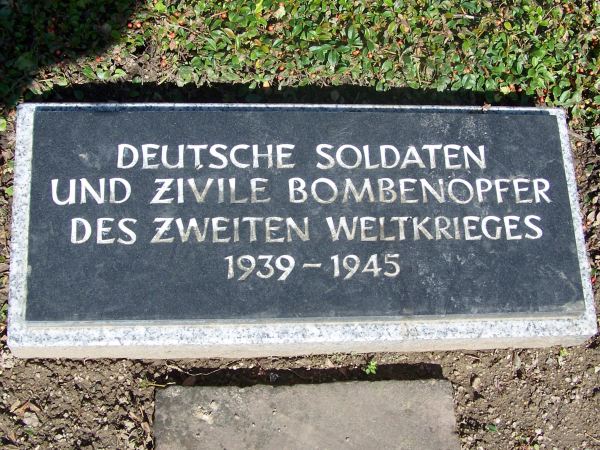 DEUTSCHE SOLDATEN
UND ZIVILE BOMBENOPFER
DES ZWEITEN WELTKRIEGES
1939 – 1945